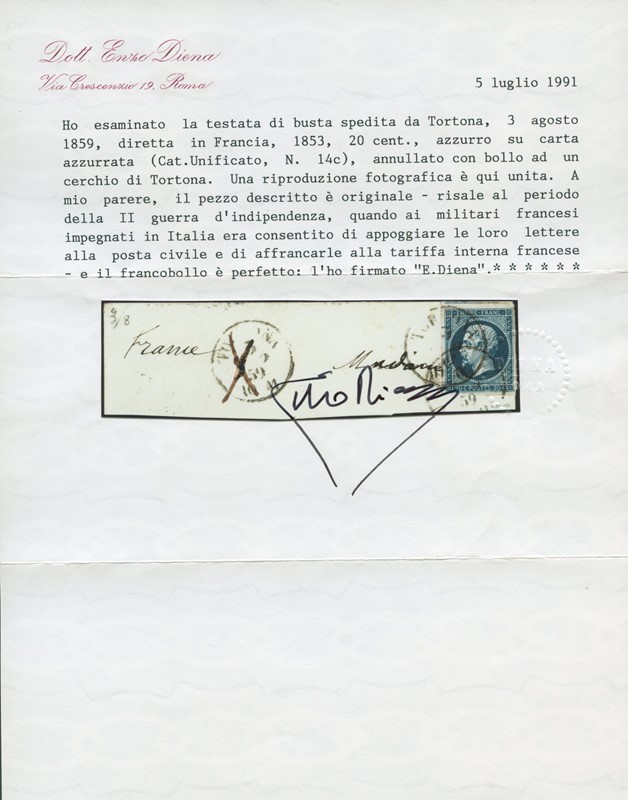 Dott. Enzo Diena
Via Crescenzio 19, Roma
5 luglio 1991
Ho esaminato la testata di busta spedita da Tortona, 3 agosto
1859, diretta in Francia, 1853, 20 cent., azzurro su carta
azzurrata (Cat.Unificato, N. 14c), annullato con bollo ad un
cerchio di Tortona. Una riproduzione fotografica è qui unita. A
mio parere, il pezzo descritto è originale - risale al periodo
della II guerra d'indipendenza, quando ai militari francesi
impegnati in Italia era consentito di appoggiare le loro lettere
alla posta civile e di affrancarle alla tariffa interna francese
- e il francobollo è perfetto: l'ho firmato "E.Diena".* * * * * *
3/8
France
Madame
59